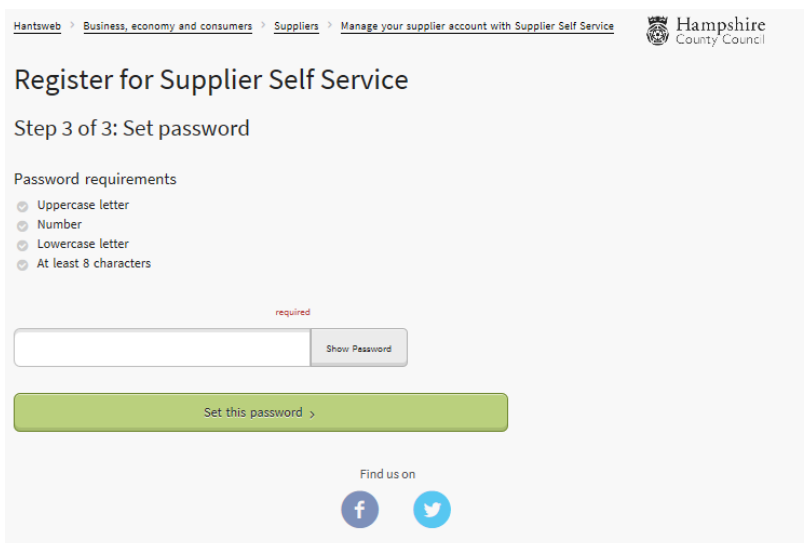 Hantsweb > Business, economy and consumers > Suppliers > Manage your supplier account with Supplier Self Service
Hampshire
County Council
Register for Supplier Self Service
Step 3 of 3: Set password
Password requirements
Uppercase letter
Number
Lowercase letter
At least 8 characters
required
Show Password
Set this password >
Find us on